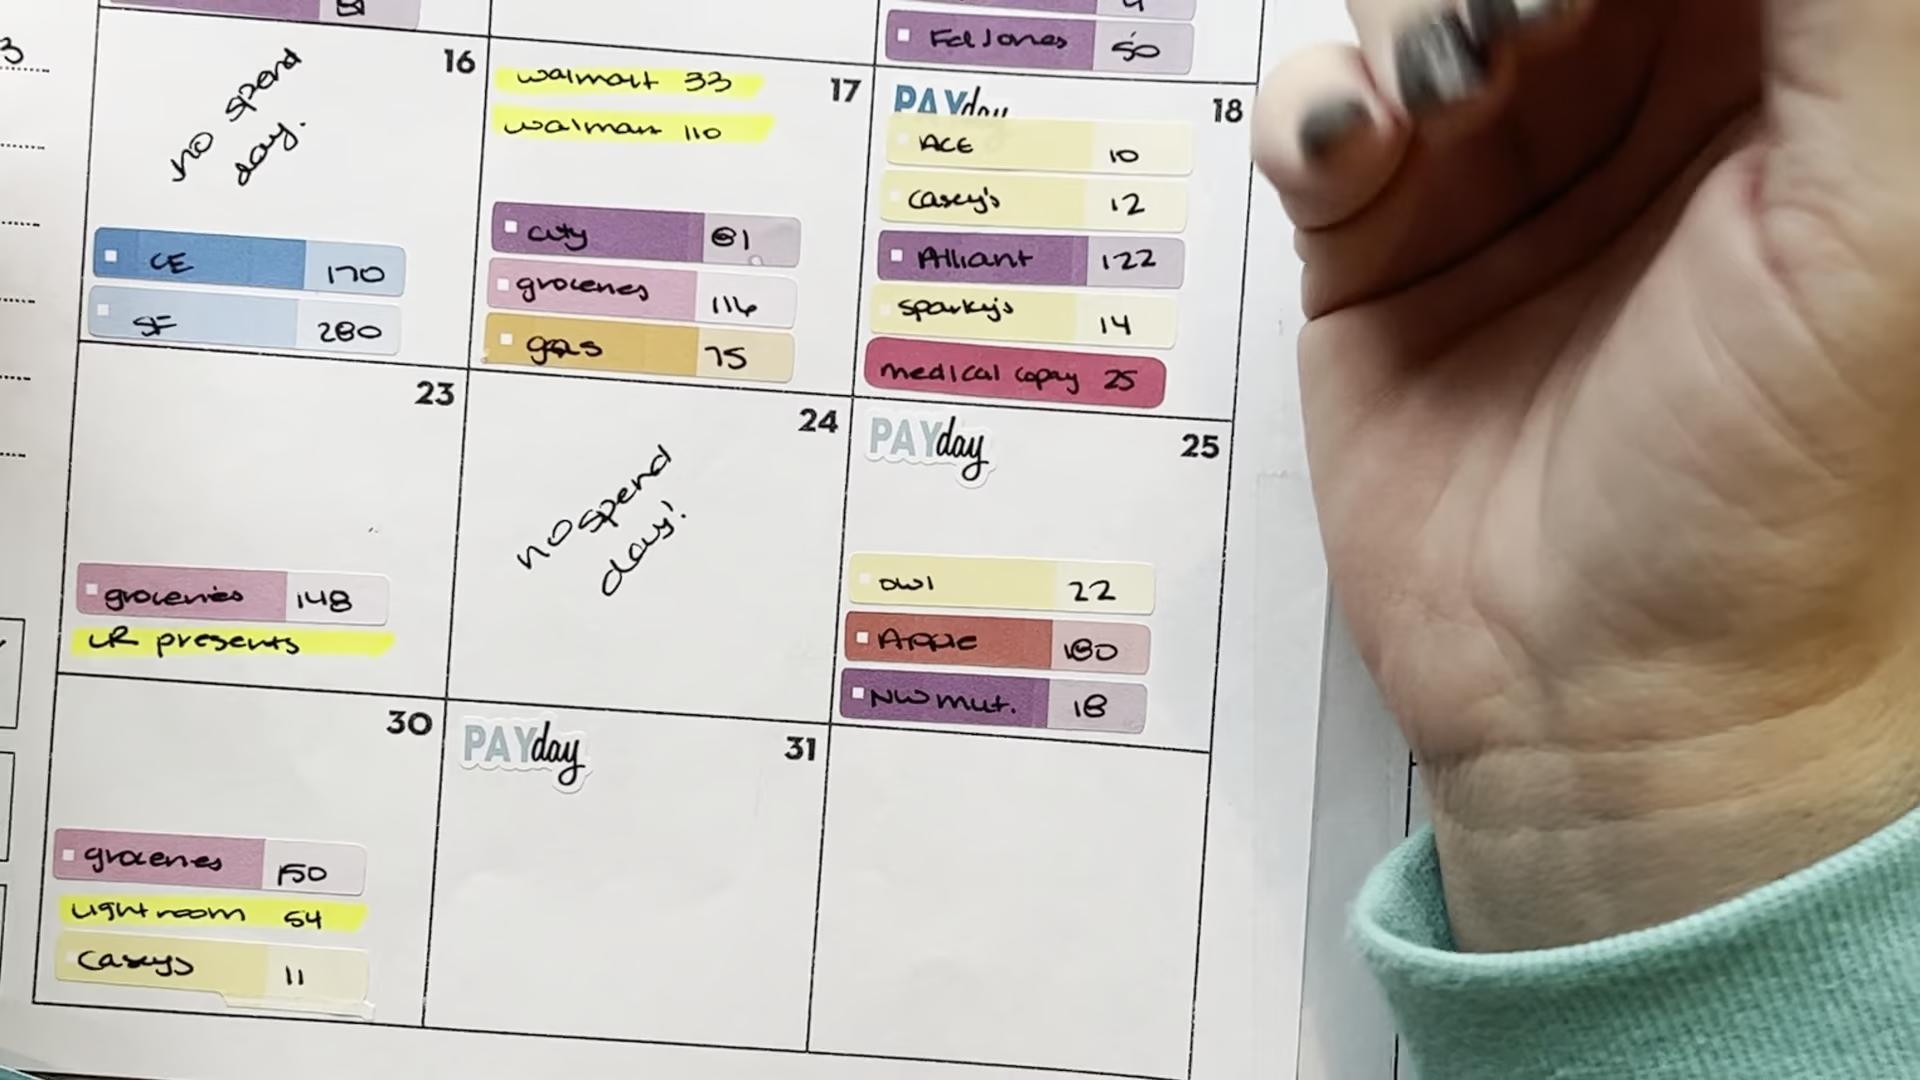 Fed loans 50
16
no spend
day.
CE 170
SF 280
17
walmart 33
walmart 110
city 81
groceries 116
gas 75
18
PAYday
ACE 10
casey's 12
Alliant 122
sparky's 14
medical copay 25
23
groceries 148
LR presents
24
no spend
day!
25
PAYday
owl 22
Apple 180
NW mut. 18
30
groceries 150
Lightroom 54
caseys 11
31
PAYday